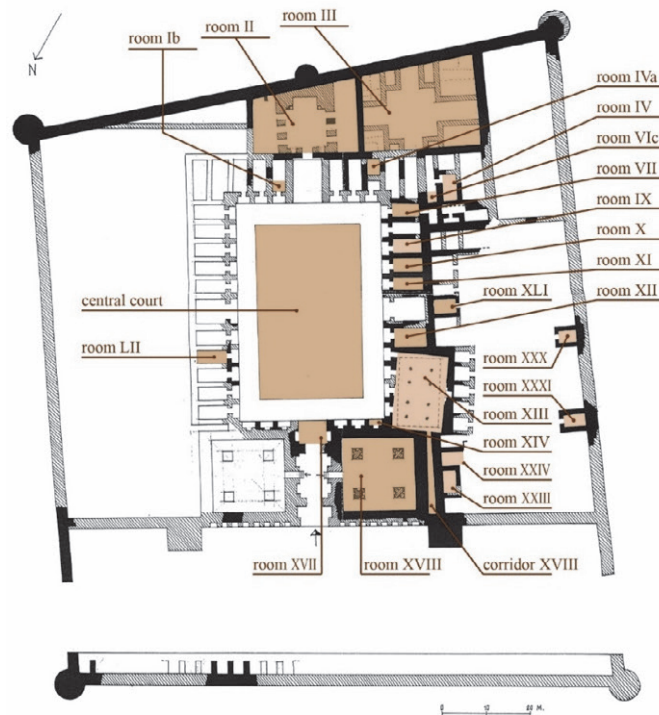 room III
room II
room Ib
N
room IVa
room IV
room VIc
room VII
room IX
room X
room XI
room XII
central court
room XLI
room LII
room XXX
room XXXI
room XIII
room XIV
room XXIV
room XXIII
room XVII
room XVIII
corridor XVIII
0 10
M.